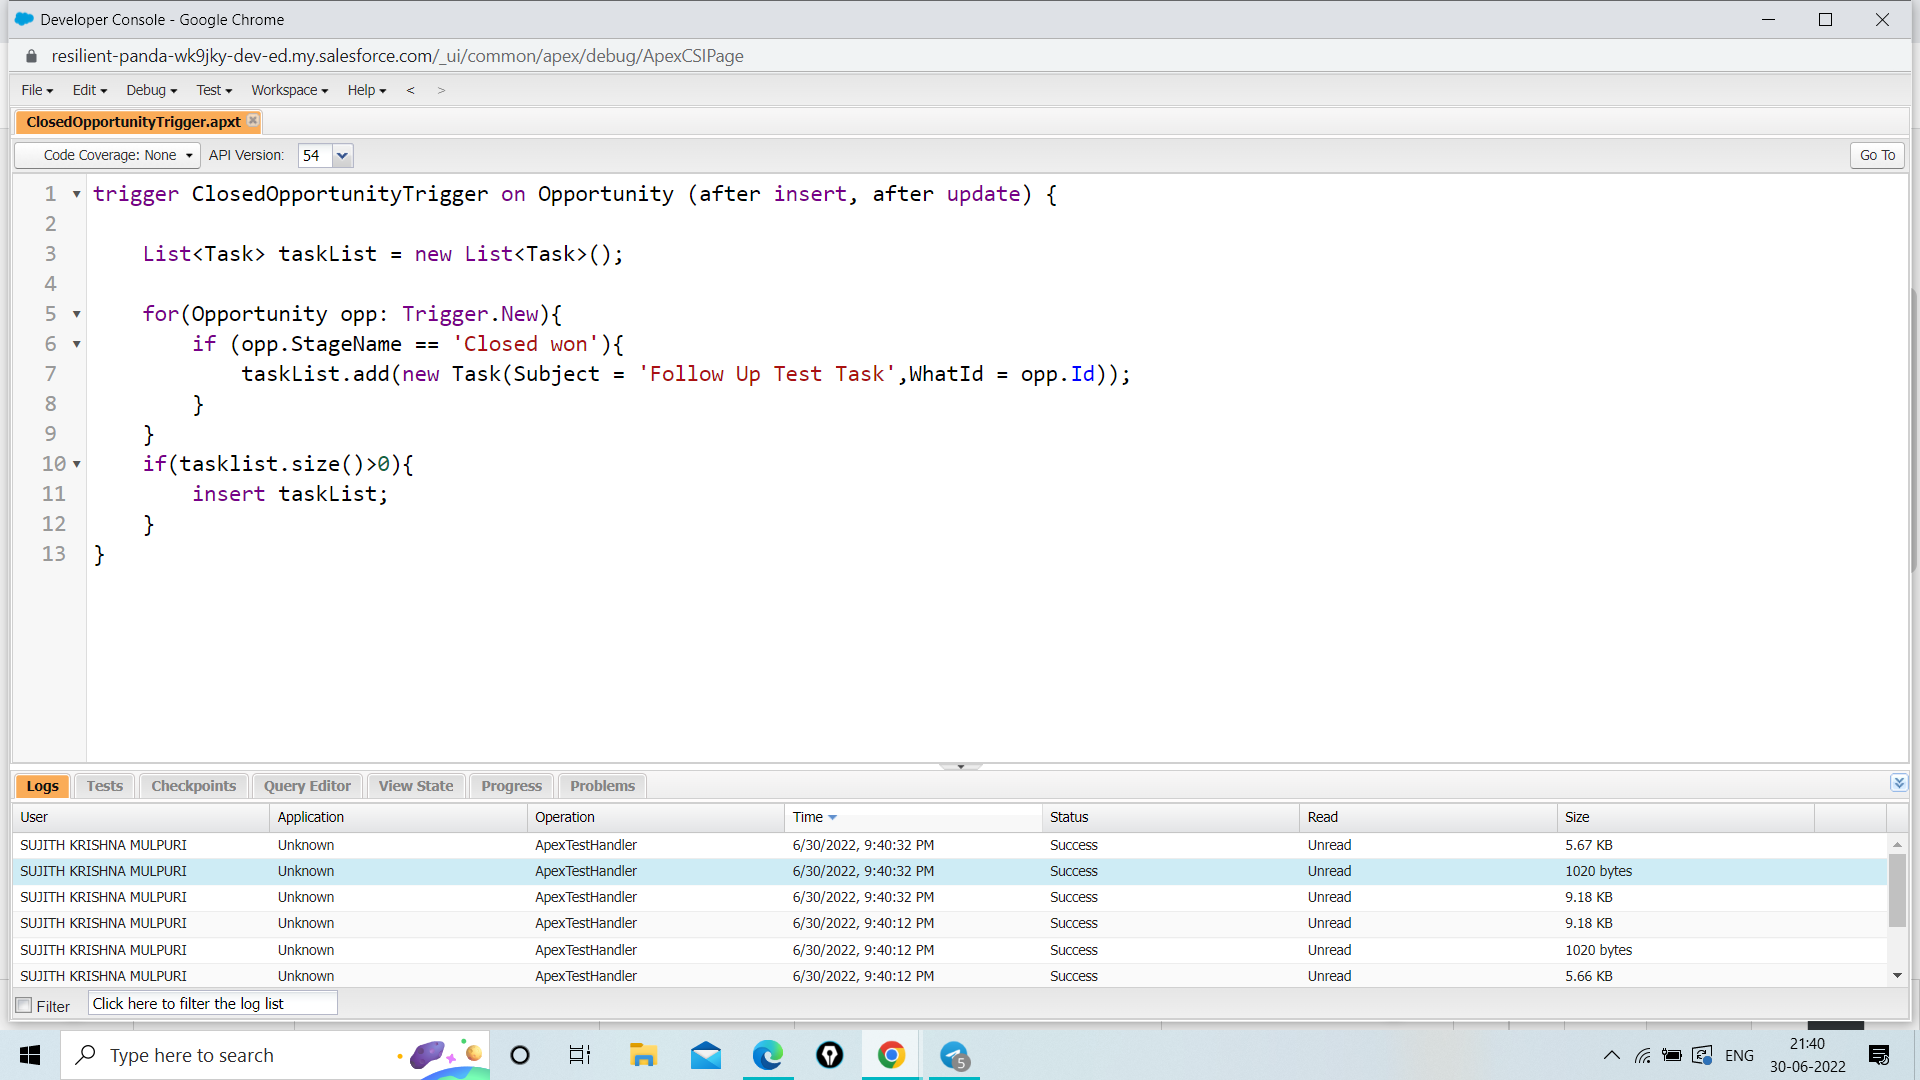 Developer Console - Google Chrome
resilient-panda-wk9jky-dev-ed.my.salesforce.com/_ui/common/apex/debug/ApexCSIPage
File Edit Debug Test Workspace Help < >
ClosedOpportunityTrigger.apxt
Code Coverage: None API Version: 54 Go To
1 trigger ClosedOpportunityTrigger on Opportunity (after insert, after update) {
2
3 List<Task> taskList = new List<Task>();
4
5 for(Opportunity opp: Trigger.New){
6 if (opp.StageName == 'Closed won'){
7 taskList.add(new Task(Subject = 'Follow Up Test Task',WhatId = opp.Id));
8 }
9 }
10 if(tasklist.size()>0){
11 insert taskList;
12 }
13 }
Logs Tests Checkpoints Query Editor View State Progress Problems
User Application Operation Time Status Read Size
SUJITH KRISHNA MULPURI Unknown ApexTestHandler 6/30/2022, 9:40:32 PM Success Unread 5.67 KB
SUJITH KRISHNA MULPURI Unknown ApexTestHandler 6/30/2022, 9:40:32 PM Success Unread 1020 bytes
SUJITH KRISHNA MULPURI Unknown ApexTestHandler 6/30/2022, 9:40:32 PM Success Unread 9.18 KB
SUJITH KRISHNA MULPURI Unknown ApexTestHandler 6/30/2022, 9:40:12 PM Success Unread 9.18 KB
SUJITH KRISHNA MULPURI Unknown ApexTestHandler 6/30/2022, 9:40:12 PM Success Unread 1020 bytes
SUJITH KRISHNA MULPURI Unknown ApexTestHandler 6/30/2022, 9:40:12 PM Success Unread 5.66 KB
Filter Click here to filter the log list
Type here to search 5 ENG 21:40
30-06-2022